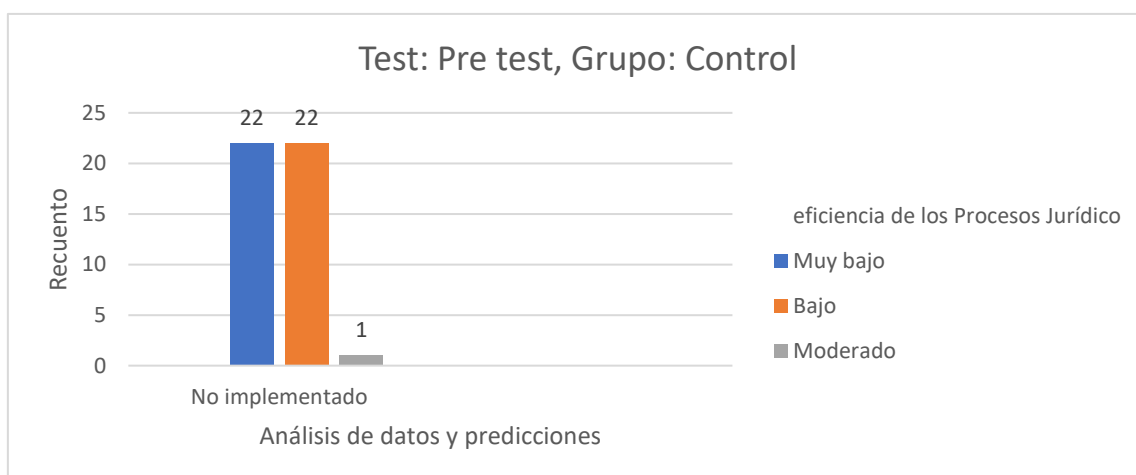 Test: Pre test, Grupo: Control
25
20
15
10
5
0
Recuento
22
22
1
No implementado
Análisis de datos y predicciones
eficiencia de los Procesos Jurídico
Muy bajo
Bajo
Moderado